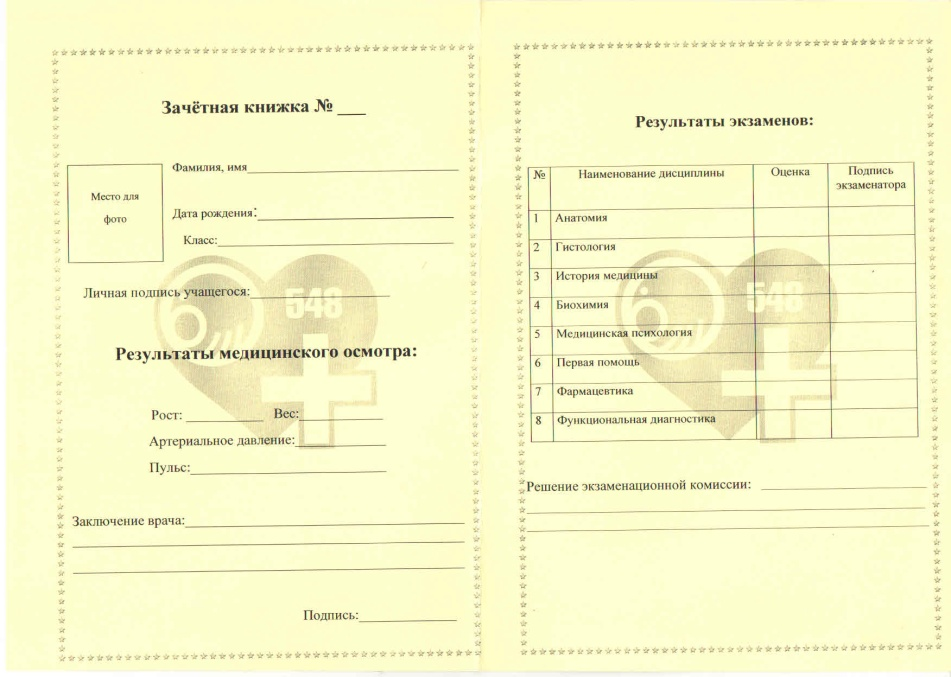 Зачётная книжка № ___
Место для
фото
Фамилия, имя
Дата рождения:
Класс:
Личная подпись учащегося:
6 548
Результаты медицинского осмотра:
Рост: Вес:
Артериальное давление:
Пульс:
Заключение врача:
Подпись:
Результаты экзаменов:
№ Наименование дисциплины Оценка Подпись
экзаменатора
1 Анатомия
2 Гистология
3 История медицины
4 Биохимия
5 Медицинская психология
6 Первая помощь
7 Фармацевтика
8 Функциональная диагностика
6 548
Решение экзаменационной комиссии: